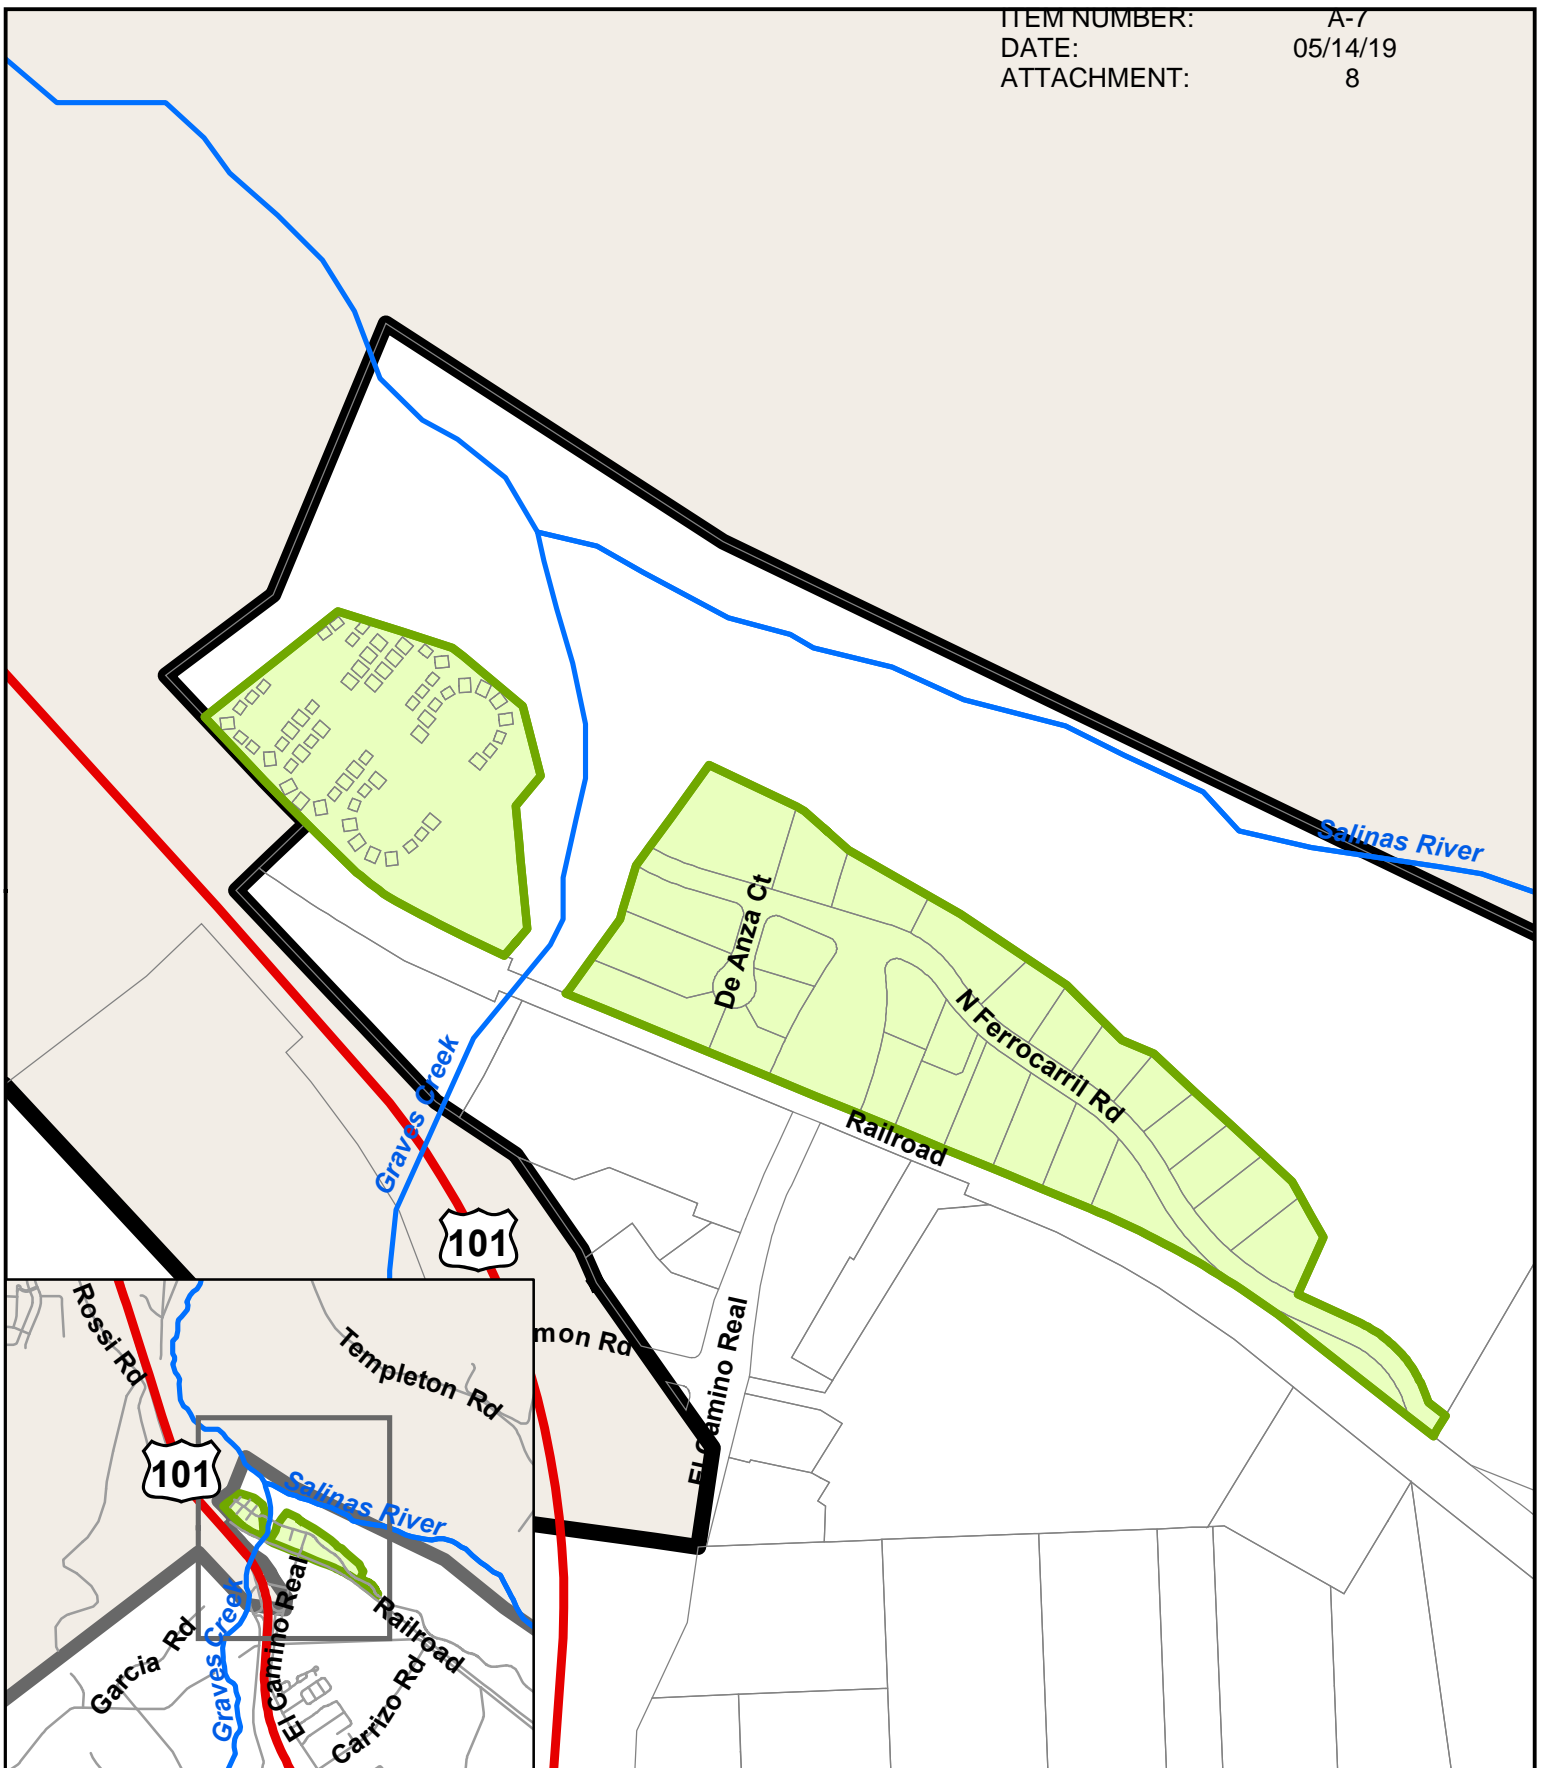 ITEM NUMBER: A-7
DATE: 05/14/19
ATTACHMENT: 8
Salinas River
De Anza Ct
N Ferrocarril Rd
Graves Creek
Railroad
101
mon Rd
El Camino Real
Rossi Rd
Templeton Rd
101
Salinas River
El Camino Real
Railroad
Garcia Rd
Graves Creek
Carrizo Rd